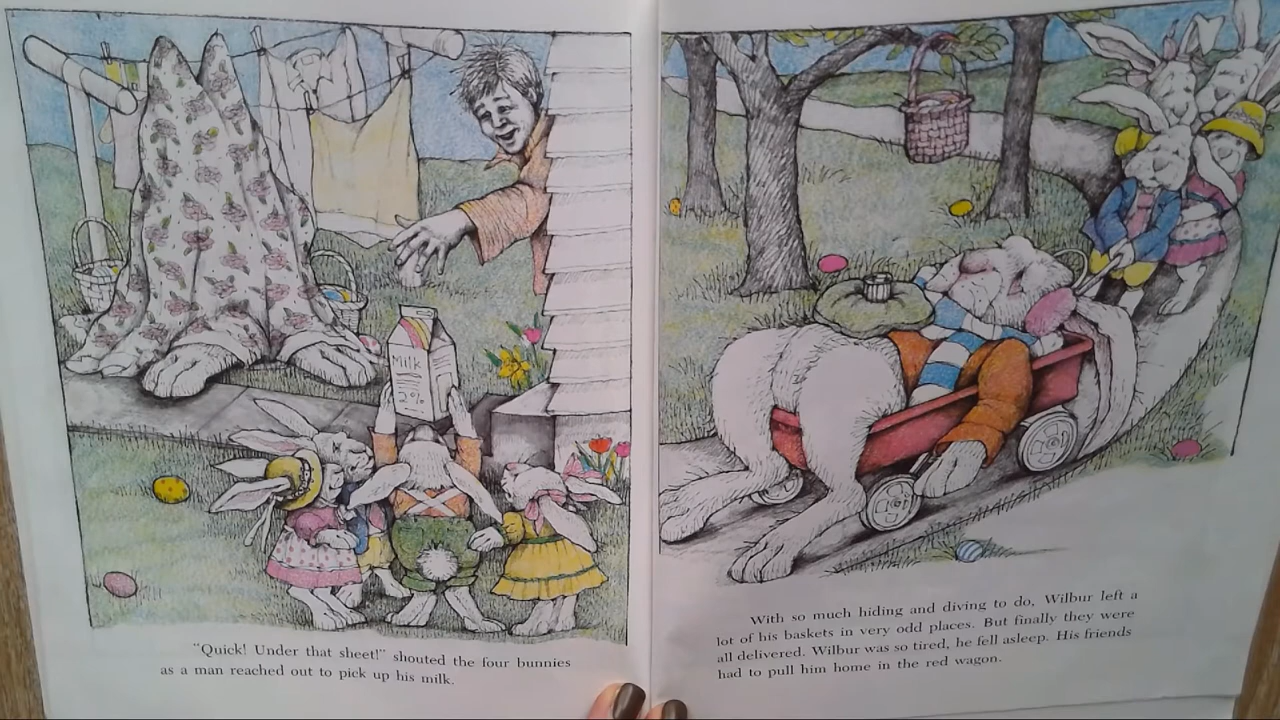 Milk
2%
"Quick! Under that sheet!" shouted the four bunnies
as a man reached out to pick up his milk.
With so much hiding and diving to do, Wilbur left a
lot of his baskets in very odd places. But finally they were
all delivered. Wilbur was so tired, he fell asleep. His friends
had to pull him home in the red wagon.